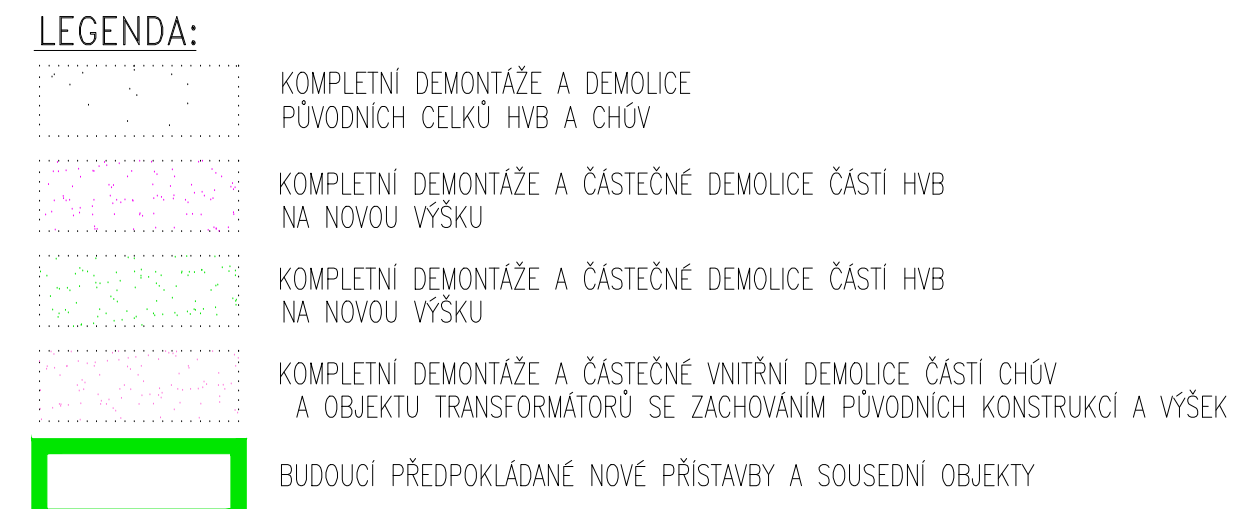 LEGENDA:
KOMPLETNÍ DEMONTÁŽE A DEMOLICE
PŮVODNÍCH CELKŮ HVB A CHÚV
KOMPLETNÍ DEMONTÁŽE A ČÁSTEČNÉ DEMOLICE ČÁSTÍ HVB
NA NOVOU VÝŠKU
KOMPLETNÍ DEMONTÁŽE A ČÁSTEČNÉ DEMOLICE ČÁSTÍ HVB
NA NOVOU VÝŠKU
KOMPLETNÍ DEMONTÁŽE A ČÁSTEČNÉ VNITŘNÍ DEMOLICE ČÁSTÍ CHÚV
A OBJEKTU TRANSFORMÁTORŮ SE ZACHOVÁNÍM PŮVODNÍCH KONSTRUKCÍ A VÝŠEK
BUDOUCÍ PŘEDPOKLÁDANÉ NOVÉ PŘÍSTAVBY A SOUSEDNÍ OBJEKTY